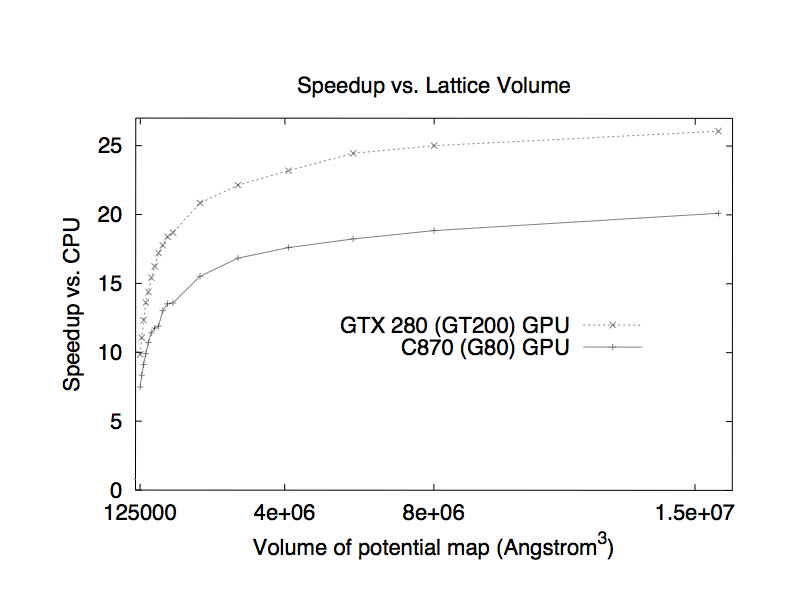 Speedup vs. Lattice Volume
25
20
15
10
5
0
Speedup vs. CPU
GTX 280 (GT200) GPU
C870 (G80) GPU
125000 4e+06 8e+06 1.5e+07
Volume of potential map (Angstrom³)